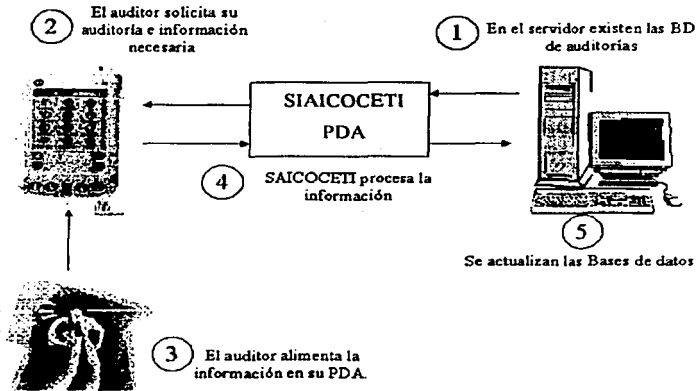 2
El auditor solicita su
auditoría e información
necesaria
1
En el servidor existen las BD
de auditorías
SIAICOCETI
PDA
4
SAICOCETI procesa la
información
5
Se actualizan las Bases de datos
3
El auditor alimenta la
información en su PDA.